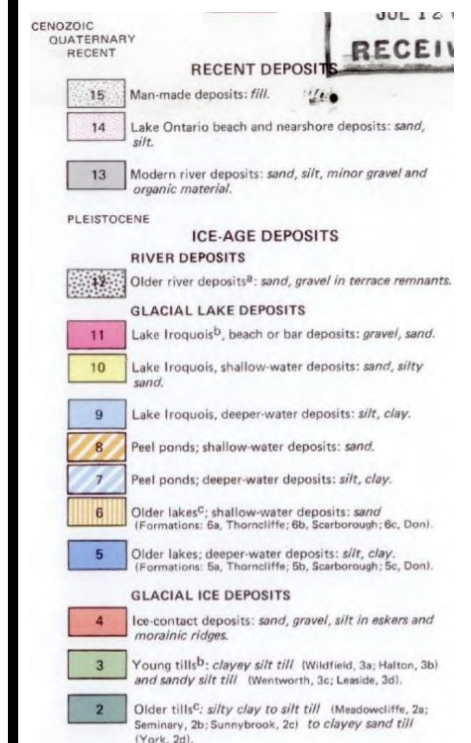 JUL 12
RECEIV
CENOZOIC
QUATERNARY
RECENT
RECENT DEPOSITS
15 Man-made deposits: fill.
14 Lake Ontario beach and nearshore deposits: sand,
silt.
13 Modern river deposits: sand, silt, minor gravel and
organic material.
PLEISTOCENE
ICE-AGE DEPOSITS
RIVER DEPOSITS
12 Older river depositsᵃ: sand, gravel in terrace remnants.
GLACIAL LAKE DEPOSITS
11 Lake Iroquoisᵇ, beach or bar deposits: gravel, sand.
10 Lake Iroquois, shallow-water deposits: sand, silty
sand.
9 Lake Iroquois, deeper-water deposits: silt, clay.
8 Peel ponds; shallow-water deposits: sand.
7 Peel ponds; deeper-water deposits: silt, clay.
6 Older lakesᶜ; shallow-water deposits: sand
(Formations: 6a, Thorncliffe; 6b, Scarborough; 6c, Don).
5 Older lakes; deeper-water deposits: silt, clay.
(Formations: 5a, Thorncliffe; 5b, Scarborough; 5c, Don).
GLACIAL ICE DEPOSITS
4 Ice-contact deposits: sand, gravel, silt in eskers and
morainic ridges.
3 Young tillsᵇ: clayey silt till (Wildfield, 3a; Halton, 3b)
and sandy silt till (Wentworth, 3c; Leaside, 3d).
2 Older tillsᶜ: silty clay to silt till (Meadowcliffe, 2a;
Seminary, 2b; Sunnybrook, 2c) to clayey sand till
(York, 2d).